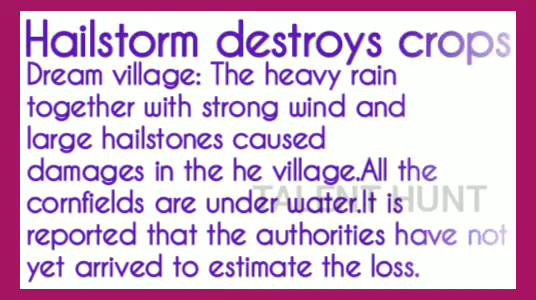 Hailstorm destroys crops
Dream village: The heavy rain
together with strong wind and
large hailstones caused
damages in the he village.All the
cornfields are under water.It is
TALENT HUNT
reported that the authorities have not
yet arrived to estimate the loss.